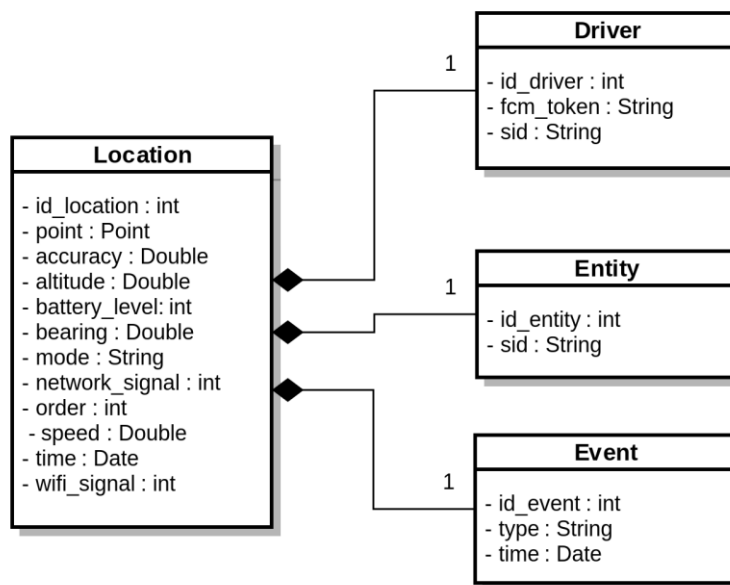 Location
- id_location : int
- point : Point
- accuracy : Double
- altitude : Double
- battery_level: int
- bearing : Double
- mode : String
- network_signal : int
- order : int
- speed : Double
- time : Date
- wifi_signal : int
1
Driver
- id_driver : int
- fcm_token : String
- sid : String
1
Entity
- id_entity : int
- sid : String
1
Event
- id_event : int
- type : String
- time : Date